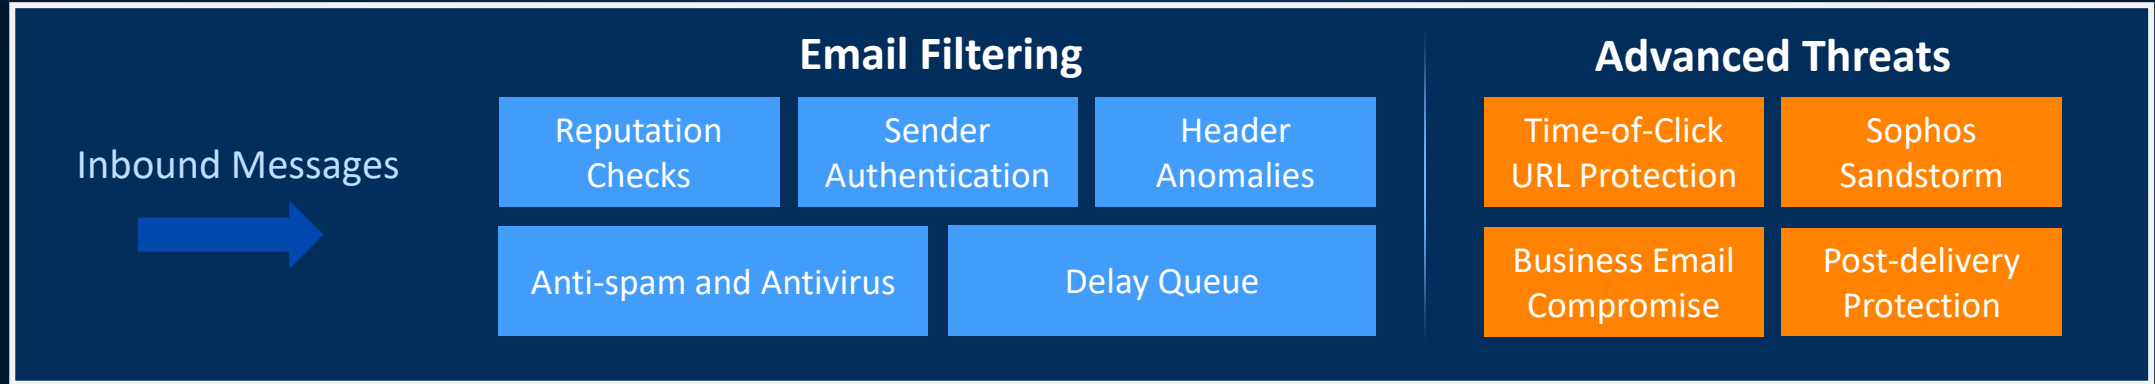 Email Filtering
Advanced Threats
Inbound Messages
Reputation
Checks
Sender
Authentication
Header
Anomalies
Anti-spam and Antivirus
Delay Queue
Time-of-Click
URL Protection
Sophos
Sandstorm
Business Email
Compromise
Post-delivery
Protection